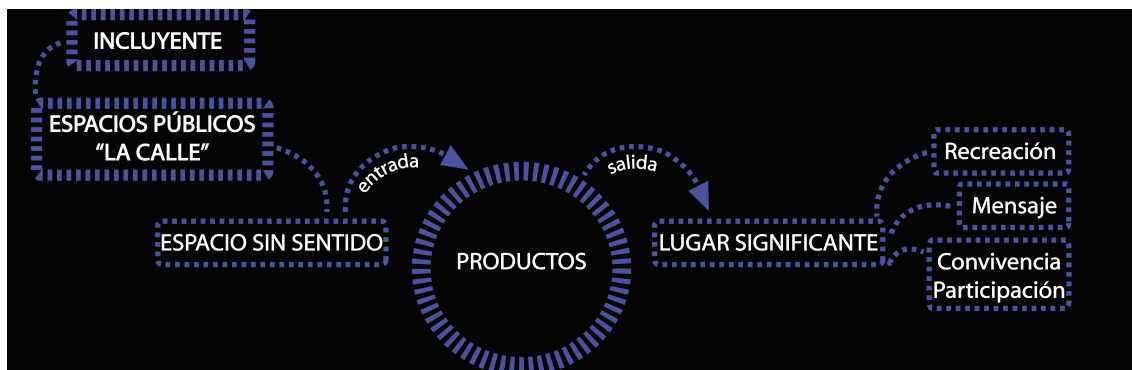 INCLUYENTE
ESPACIOS PÚBLICOS
“LA CALLE”
ESPACIO SIN SENTIDO
entrada
PRODUCTOS
salida
LUGAR SIGNIFICANTE
Recreación
Mensaje
Convivencia
Participación